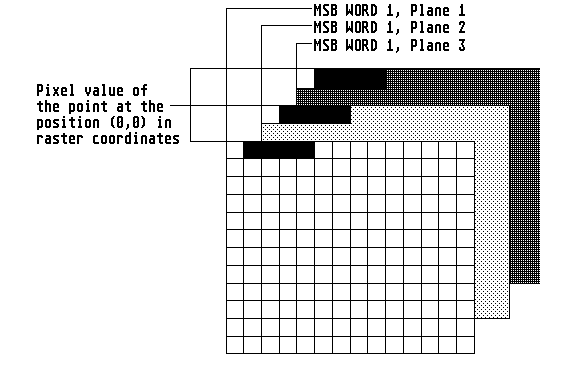 MSB WORD 1, Plane 1
MSB WORD 1, Plane 2
MSB WORD 1, Plane 3
Pixel value of
the point at the
position (0,0) in
raster coordinates